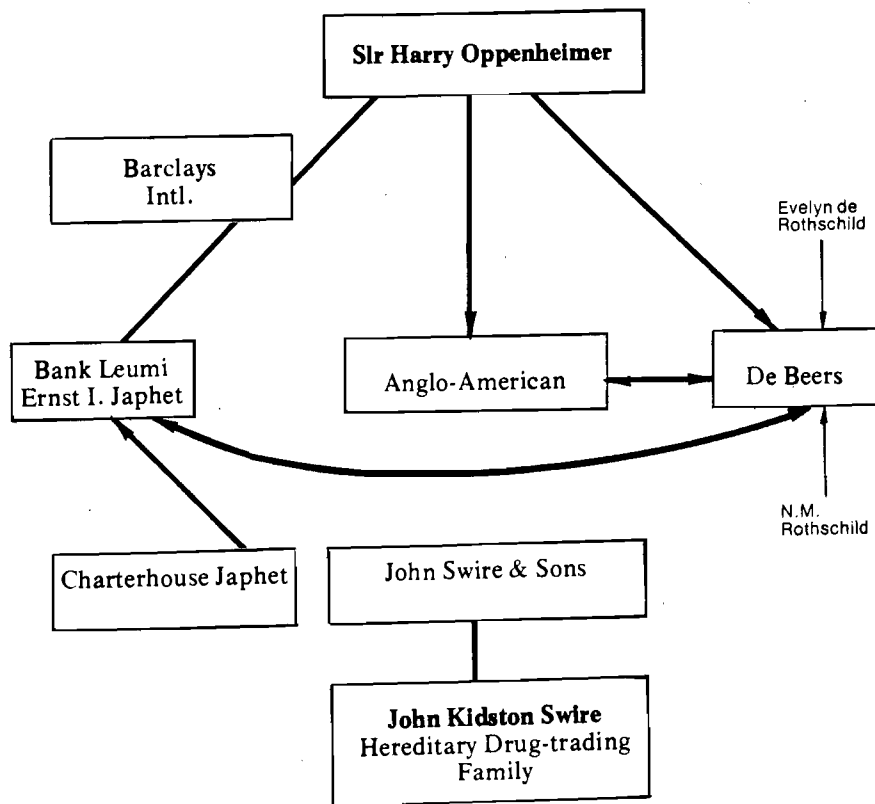 Slr Harry Oppenheimer
Barclays
Intl.
Evelyn de
Rothschild
Bank Leumi
Ernst I. Japhet
Anglo-American
De Beers
N.M.
Rothschild
Charterhouse Japhet
John Swire & Sons
John Kidston Swire
Hereditary Drug-trading
Family